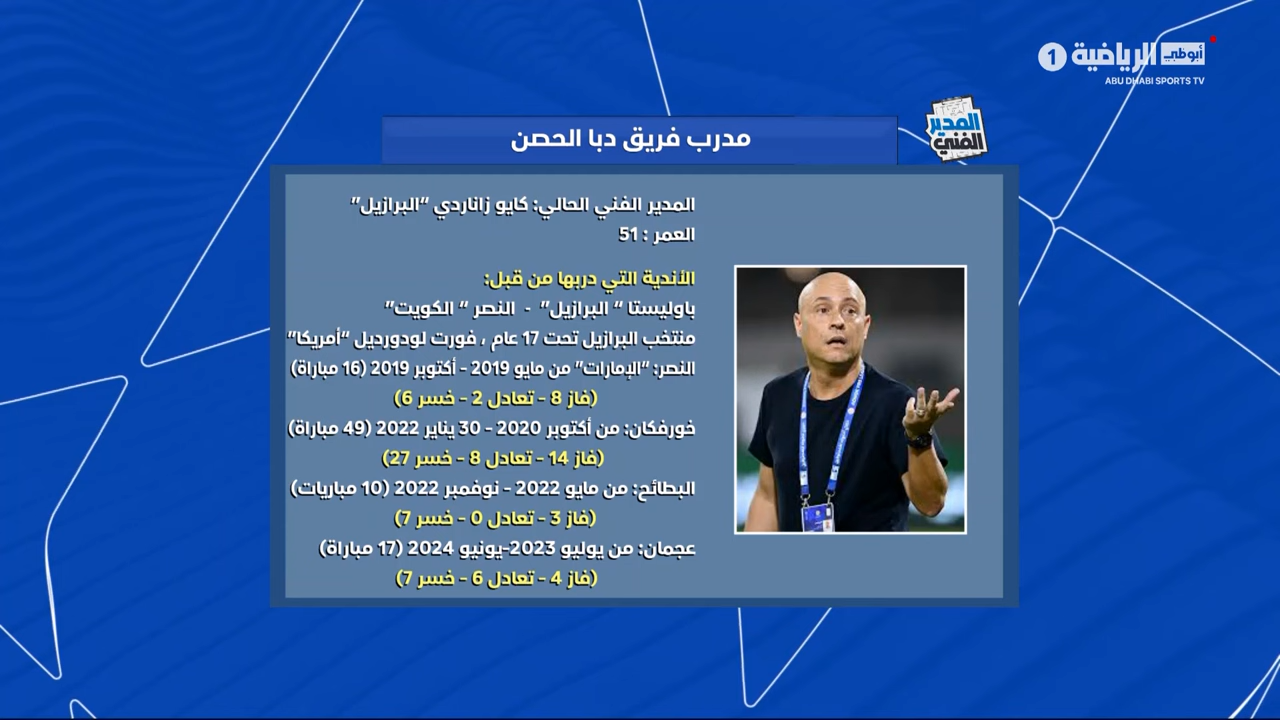 أبوظبي الرياضية 1
ABU DHABI SPORTS TV
المدير
الفني
مدرب فريق دبا الحصن
المدير الفني الحالي: كايو زاناردي “البرازيل”
العمر : 51
الأندية التي دربها من قبل:
باوليستا “ البرازيل” - النصر “ الكويت”
منتخب البرازيل تحت 17 عام ، فورت لودورديل “أمريكا”
النصر: “الإمارات” من مايو 2019 - أكتوبر 2019 (16 مباراة)
(فاز 8 - تعادل 2 - خسر 6)
خورفكان: من أكتوبر 2020 - 30 يناير 2022 (49 مباراة)
(فاز 14 - تعادل 8 - خسر 27)
البطائح: من مايو 2022 - نوفمبر 2022 (10 مباريات)
(فاز 3 - تعادل 0 - خسر 7)
عجمان: من يوليو 2023-يونيو 2024 (17 مباراة)
(فاز 4 - تعادل 6 - خسر 7)